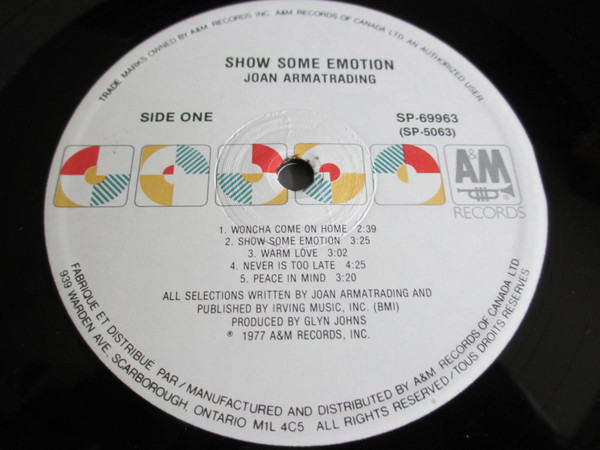 TRADE MARKS OWNED BY A&M RECORDS INC. A&M RECORDS OF CANADA LTD. AN AUTHORIZED USER
SHOW SOME EMOTION
JOAN ARMATRADING
SIDE ONE
SP-69963
(SP-5063)
A&M
RECORDS
1. WONCHA COME ON HOME 2:39
2. SHOW SOME EMOTION 3:25
3. WARM LOVE 3:02
4. NEVER IS TOO LATE 4:25
5. PEACE IN MIND 3:20
ALL SELECTIONS WRITTEN BY JOAN ARMATRADING AND
PUBLISHED BY IRVING MUSIC, INC. (BMI)
PRODUCED BY GLYN JOHNS
℗ 1977 A&M RECORDS, INC.
FABRIQUE ET DISTRIBUÉ PAR/MANUFACTURED AND DISTRIBUTED BY A&M RECORDS OF CANADA LTD
939 WARDEN AVE, SCARBOROUGH, ONTARIO M1L 4C5 ALL RIGHTS RESERVED/TOUS DROITS RESERVÉS